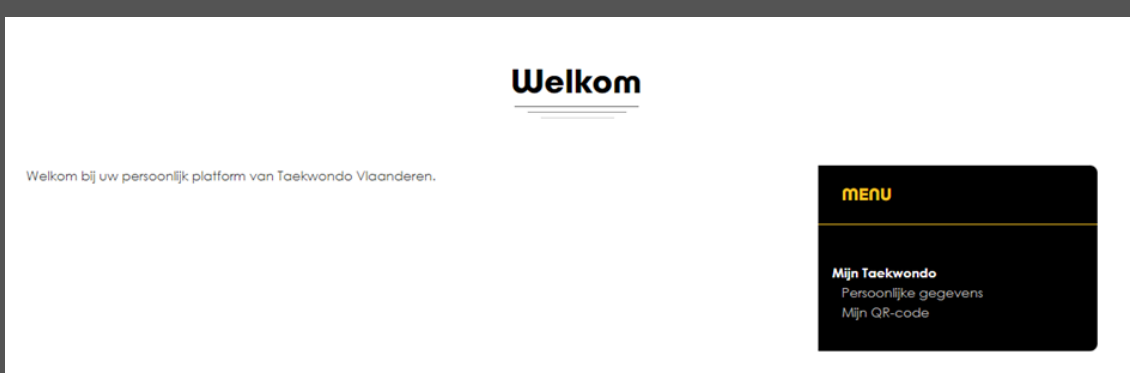 Welkom
Welkom bij uw persoonlijk platform van Taekwondo Vlaanderen.
MENU
Mijn Taekwondo
Persoonlijke gegevens
Mijn QR-code